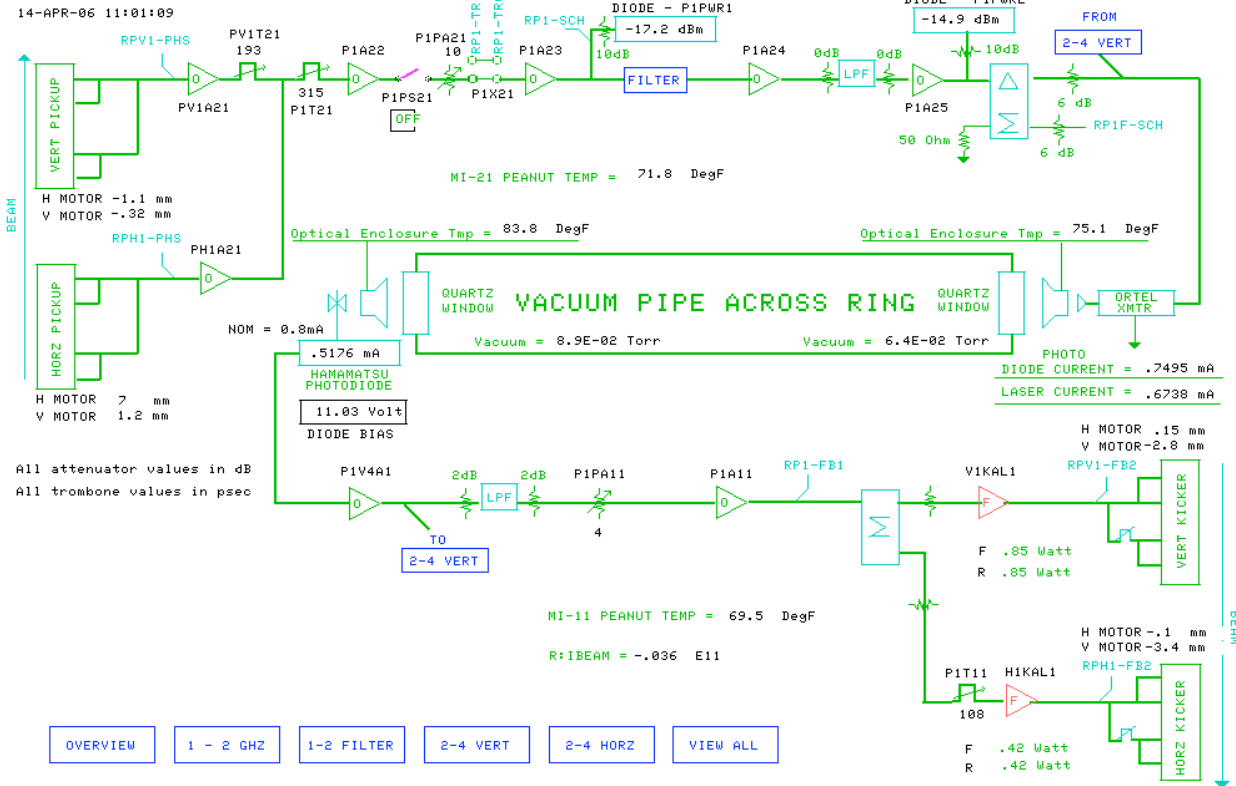 14-APR-06 11:01:09
DIODE - P1PWR1
-17.2 dBm
-14.9 dBm
10dB
FROM
2-4 VERT
RPV1-PHS
PV1T21
193
P1A22
P1PA21
10
RP1-SCH
P1A23
10dB
P1A24
0dB
0dB
LPF
FILTER
VERT PICKUP
O
PV1A21
315
P1T21
O
P1PS21
OFF
P1X21
O
O
O
P1A25
Δ
Σ
6 dB
50 Ohm
RP1F-SCH
6 dB
MI-21 PEANUT TEMP = 71.8 DegF
H MOTOR -1.1 mm
V MOTOR -.32 mm
BEAM
RPH1-PHS
PH1A21
O
HORZ PICKUP
Optical Enclosure Tmp = 83.8 DegF
Optical Enclosure Tmp = 75.1 DegF
QUARTZ
WINDOW
VACUUM PIPE ACROSS RING
QUARTZ
WINDOW
ORTEL
XMTR
NOM = 0.8mA
.5176 mA
HAMAMATSU
PHOTODIODE
Vacuum = 8.9E-02 Torr
Vacuum = 6.4E-02 Torr
PHOTO
DIODE CURRENT = .7495 mA
LASER CURRENT = .6738 mA
11.03 Volt
DIODE BIAS
H MOTOR 7 mm
V MOTOR 1.2 mm
All attenuator values in dB
All trombone values in psec
H MOTOR .15 mm
V MOTOR -2.8 mm
P1V4A1
O
2dB
LPF
2dB
P1PA11
4
P1A11
O
RP1-FB1
Σ
V1KAL1
F
RPV1-FB2
VERT KICKER
TO
2-4 VERT
F .85 Watt
R .85 Watt
MI-11 PEANUT TEMP = 69.5 DegF
R:IBEAM = -.036 E11
H MOTOR -.1 mm
V MOTOR -3.4 mm
P1T11
108
H1KAL1
F
RPH1-FB2
HORZ KICKER
F .42 Watt
R .42 Watt
OVERVIEW
1 - 2 GHZ
1-2 FILTER
2-4 VERT
2-4 HORZ
VIEW ALL